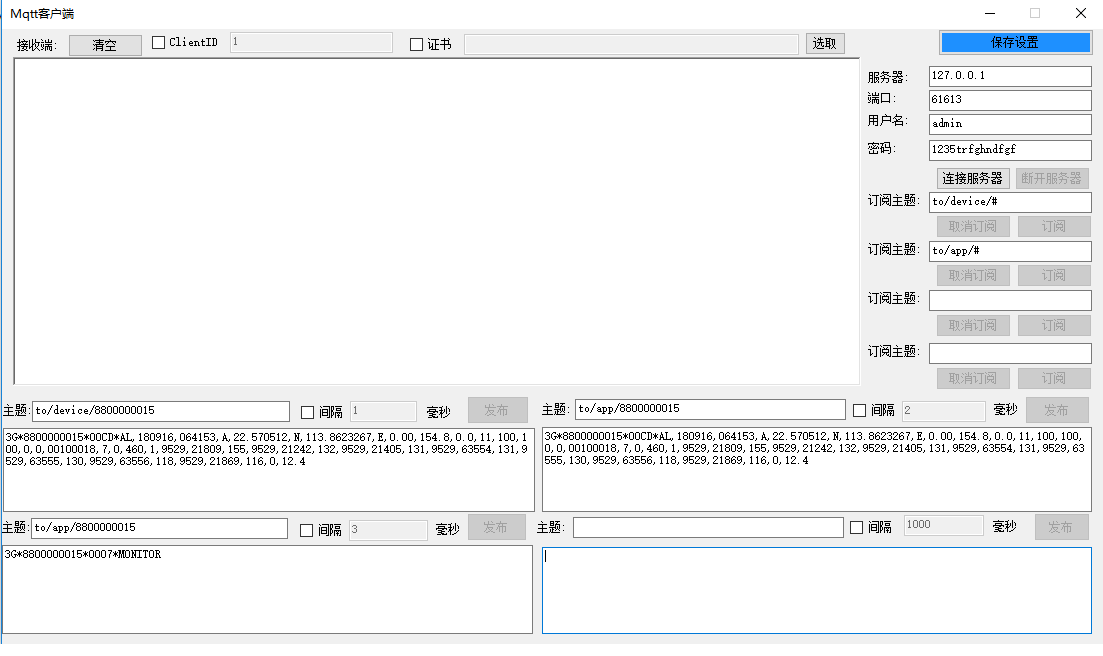 Mqtt客户端
接收端: 清空 ClientID 1 证书 选取 保存设置
服务器: 127.0.0.1
端口: 61613
用户名: admin
密码: 1235trfghndfgf
连接服务器 断开服务器
订阅主题: to/device/#
取消订阅 订阅
订阅主题: to/app/#
取消订阅 订阅
订阅主题:
取消订阅 订阅
订阅主题:
取消订阅 订阅
主题: to/device/8800000015 间隔 1 毫秒 发布
3G*8800000015*00CD*AL,180916,064153,A,22.570512,N,113.8623267,E,0.00,154.8,0.0,11,100,1
00,0,0,00100018,7,0,460,1,9529,21809,155,9529,21242,132,9529,21405,131,9529,63554,131,9
529,63555,130,9529,63556,118,9529,21869,116,0,12.4
主题: to/app/8800000015 间隔 2 毫秒 发布
3G*8800000015*00CD*AL,180916,064153,A,22.570512,N,113.8623267,E,0.00,154.8,0.0,11,100,100,
0,0,00100018,7,0,460,1,9529,21809,155,9529,21242,132,9529,21405,131,9529,63554,131,9529,63
555,130,9529,63556,118,9529,21869,116,0,12.4
主题: to/app/8800000015 间隔 3 毫秒 发布
3G*8800000015*0007*MONITOR
主题: 间隔 1000 毫秒 发布